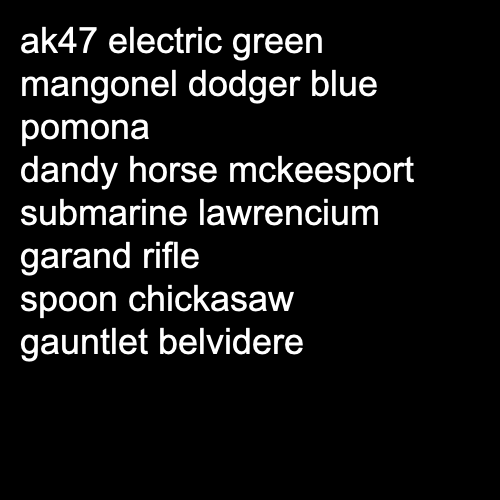 ak47 electric green
mangonel dodger blue
pomona
dandy horse mckeesport
submarine lawrencium
garand rifle
spoon chickasaw
gauntlet belvidere